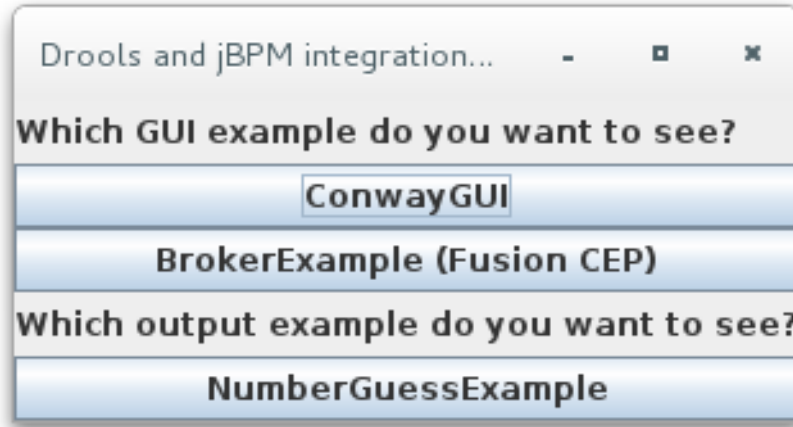 Drools and jBPM integration...
Which GUI example do you want to see?
ConwayGUI
BrokerExample (Fusion CEP)
Which output example do you want to see?
NumberGuessExample